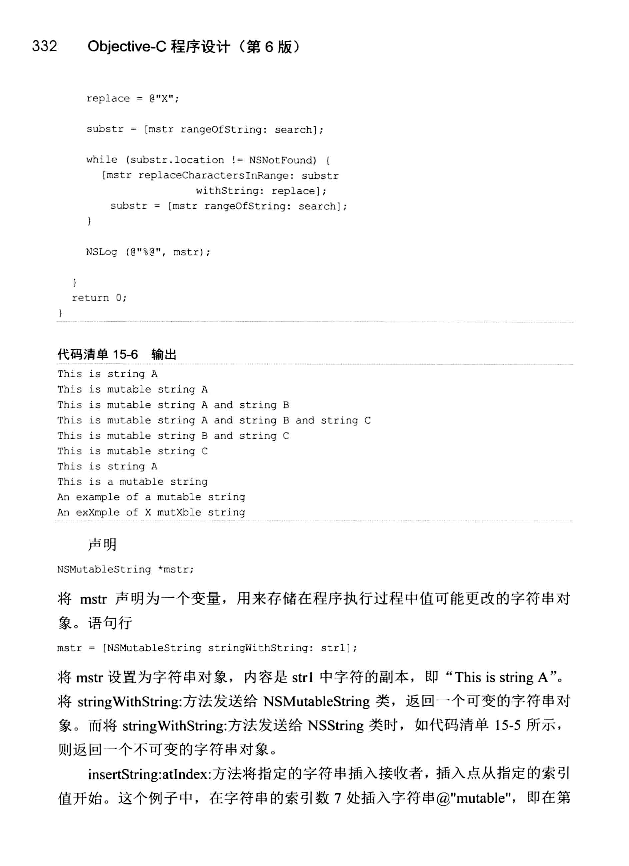 332 Objective-C 程序设计（第 6 版）
replace = @"X";
substr = [mstr rangeOfString: search];
while (substr.location != NSNotFound) {
[mstr replaceCharactersInRange: substr
withString: replace];
substr = [mstr rangeOfString: search];
}
NSLog (@"%@", mstr);
}
return 0;
}
代码清单 15-6 输出
This is string A
This is mutable string A
This is mutable string A and string B
This is mutable string A and string B and string C
This is mutable string B and string C
This is mutable string C
This is string A
This is a mutable string
An example of a mutable string
An exXmple of X mutXble string
声明
NSMutableString *mstr;
将 mstr 声明为一个变量，用来存储在程序执行过程中值可能更改的字符串对
象。语句行
mstr = [NSMutableString stringWithString: str1];
将 mstr 设置为字符串对象，内容是 str1 中字符的副本，即“This is string A”。
将 stringWithString:方法发送给 NSMutableString 类，返回一个可变的字符串对
象。而将 stringWithString:方法发送给 NSString 类时，如代码清单 15-5 所示，
则返回一个不可变的字符串对象。
insertString:atIndex:方法将指定的字符串插入接收者，插入点从指定的索引
值开始。这个例子中，在字符串的索引数 7 处插入字符串@"mutable"，即在第